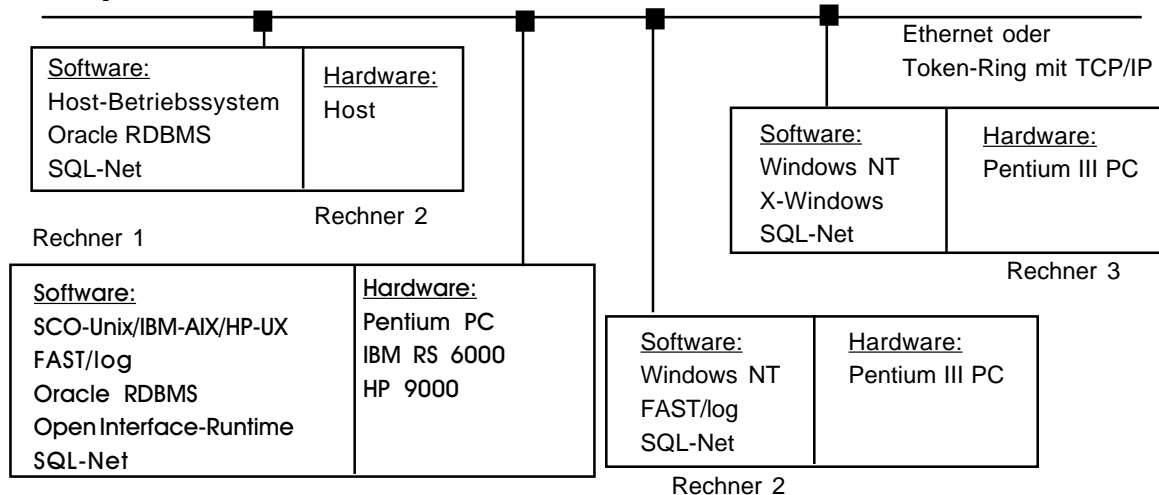 Ethernet oder
Token-Ring mit TCP/IP
Software:
Host-Betriebssystem
Oracle RDBMS
SQL-Net
Hardware:
Host
Rechner 2
Software:
Windows NT
X-Windows
SQL-Net
Hardware:
Pentium III PC
Rechner 3
Rechner 1
Software:
SCO-Unix/IBM-AIX/HP-UX
FAST/log
Oracle RDBMS
Open Interface-Runtime
SQL-Net
Hardware:
Pentium PC
IBM RS 6000
HP 9000
Software:
Windows NT
FAST/log
SQL-Net
Hardware:
Pentium III PC
Rechner 2